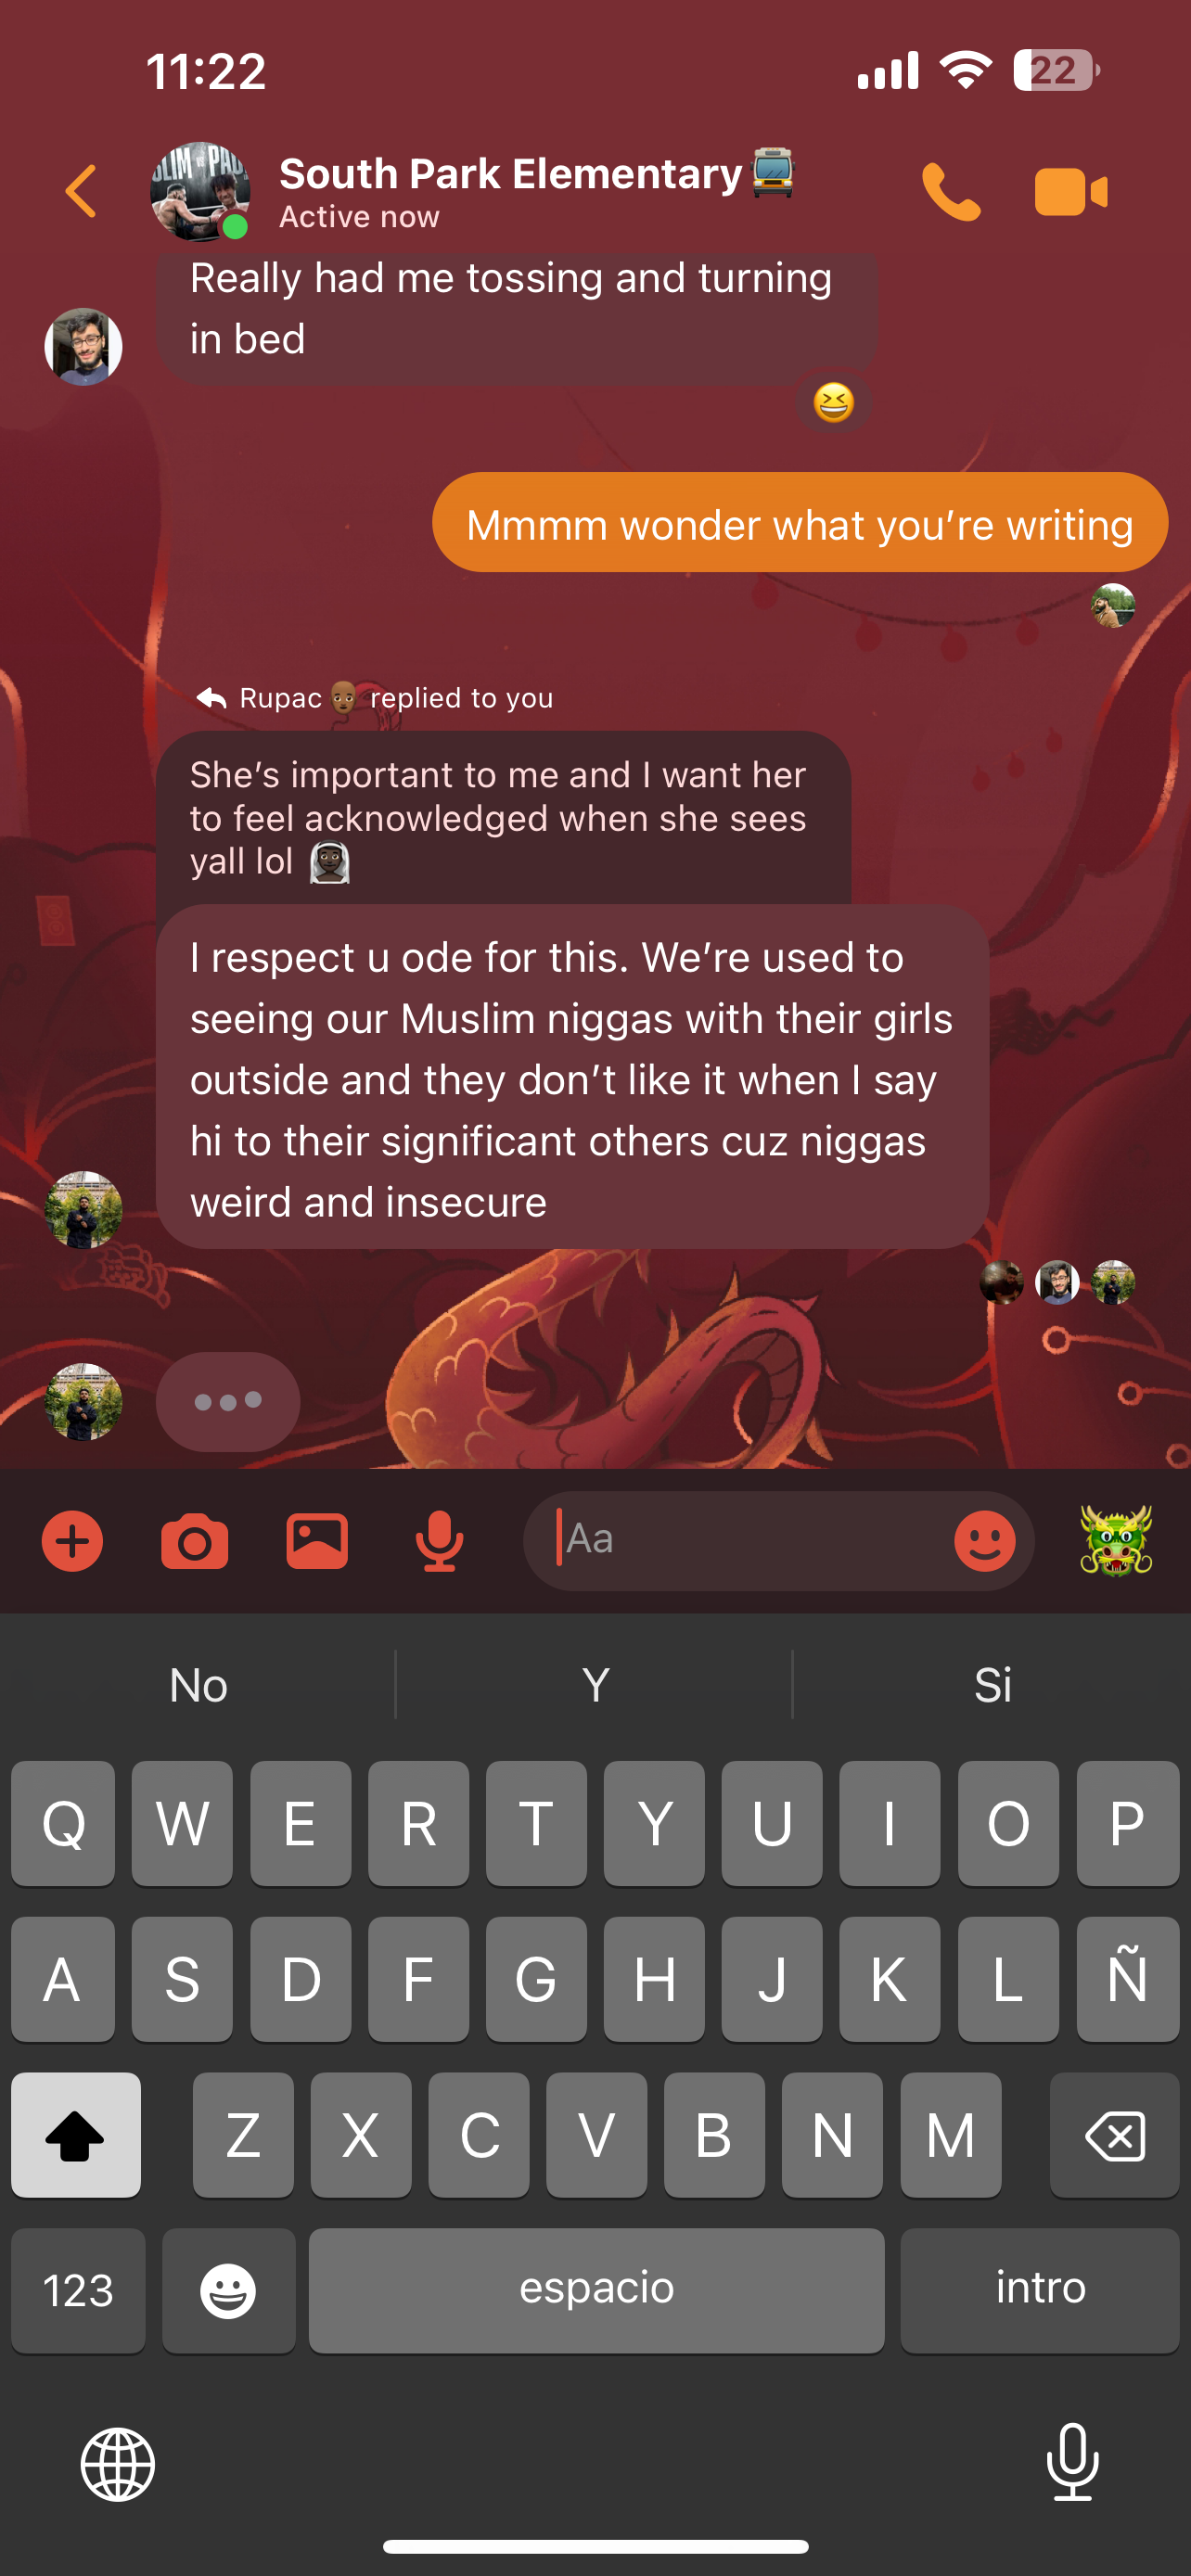 11:22
22
SLIM VS PAU
South Park Elementary
Active now
Really had me tossing and turning
in bed
Mmmm wonder what you’re writing
Rupac replied to you
She’s important to me and I want her
to feel acknowledged when she sees
yall lol
I respect u ode for this. We’re used to
seeing our Muslim niggas with their girls
outside and they don’t like it when I say
hi to their significant others cuz niggas
weird and insecure
Aa
No Y Si
Q W E R T Y U I O P
A S D F G H J K L Ñ
Z X C V B N M
123 espacio intro